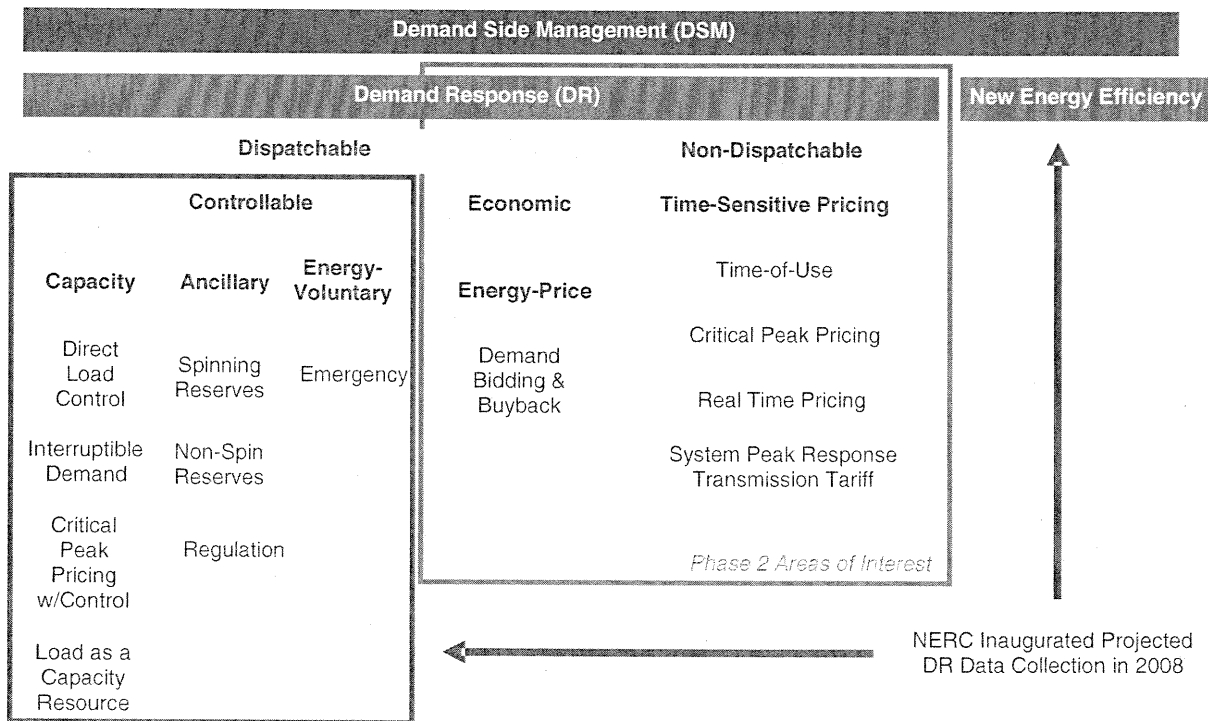 Demand Side Management (DSM)
Demand Response (DR)
New Energy Efficiency
Dispatchable
Non-Dispatchable
Controllable
Economic
Time-Sensitive Pricing
Capacity
Ancillary
Energy-
Voluntary
Energy-Price
Time-of-Use
Critical Peak Pricing
Real Time Pricing
System Peak Response
Transmission Tariff
Direct
Load
Control
Spinning
Reserves
Emergency
Demand
Bidding &
Buyback
Interruptible
Demand
Non-Spin
Reserves
Critical
Peak
Pricing
w/Control
Regulation
Phase 2 Areas of Interest
Load as a
Capacity
Resource
NERC Inaugurated Projected
DR Data Collection in 2008